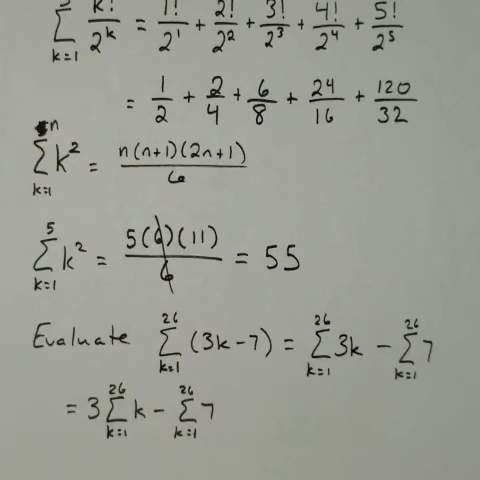 ∑_{k=1}^{5} k!/2^k = 1!/2^1 + 2!/2^2 + 3!/2^3 + 4!/2^4 + 5!/2^5
= 1/2 + 2/4 + 6/8 + 24/16 + 120/32
∑_{k=1}^{n} k^2 = n(n+1)(2n+1)/6
∑_{k=1}^{5} k^2 = 5(6)(11)/6 = 55
Evaluate ∑_{k=1}^{26} (3k-7) = ∑_{k=1}^{26} 3k - ∑_{k=1}^{26} 7
= 3∑_{k=1}^{26} k - ∑_{k=1}^{26} 7